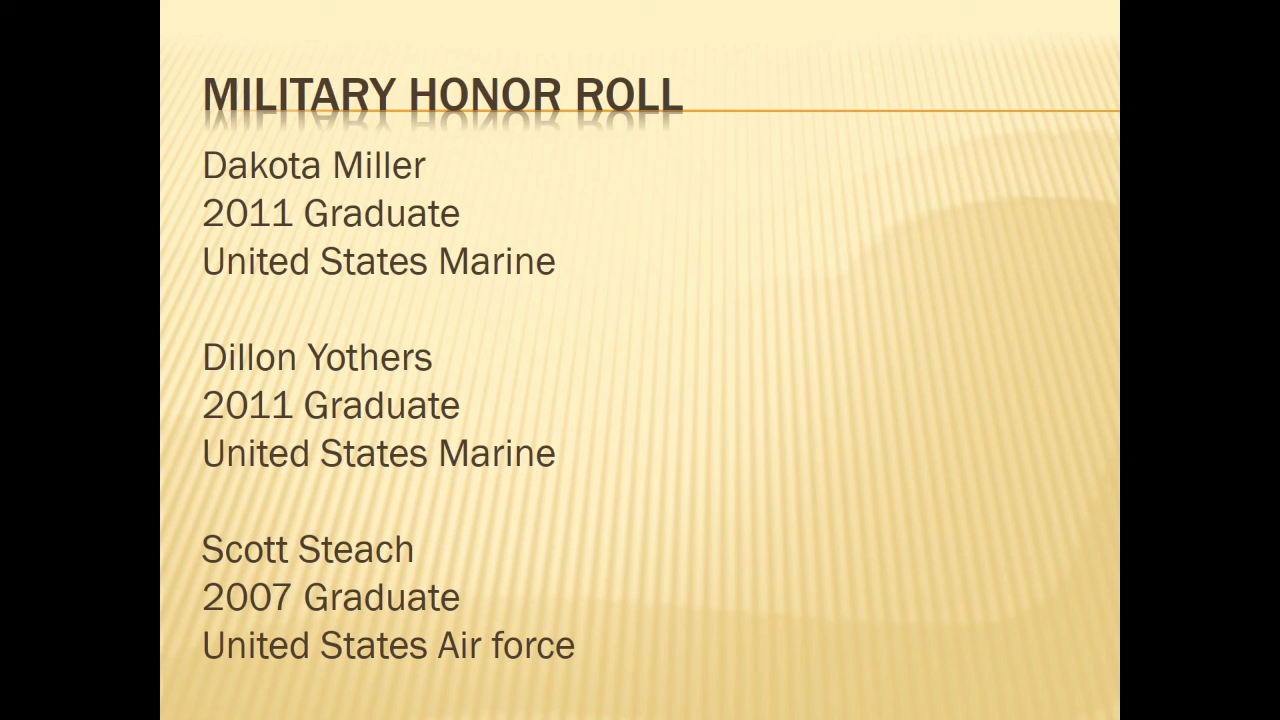 MILITARY HONOR ROLL
Dakota Miller
2011 Graduate
United States Marine
Dillon Yothers
2011 Graduate
United States Marine
Scott Steach
2007 Graduate
United States Air force